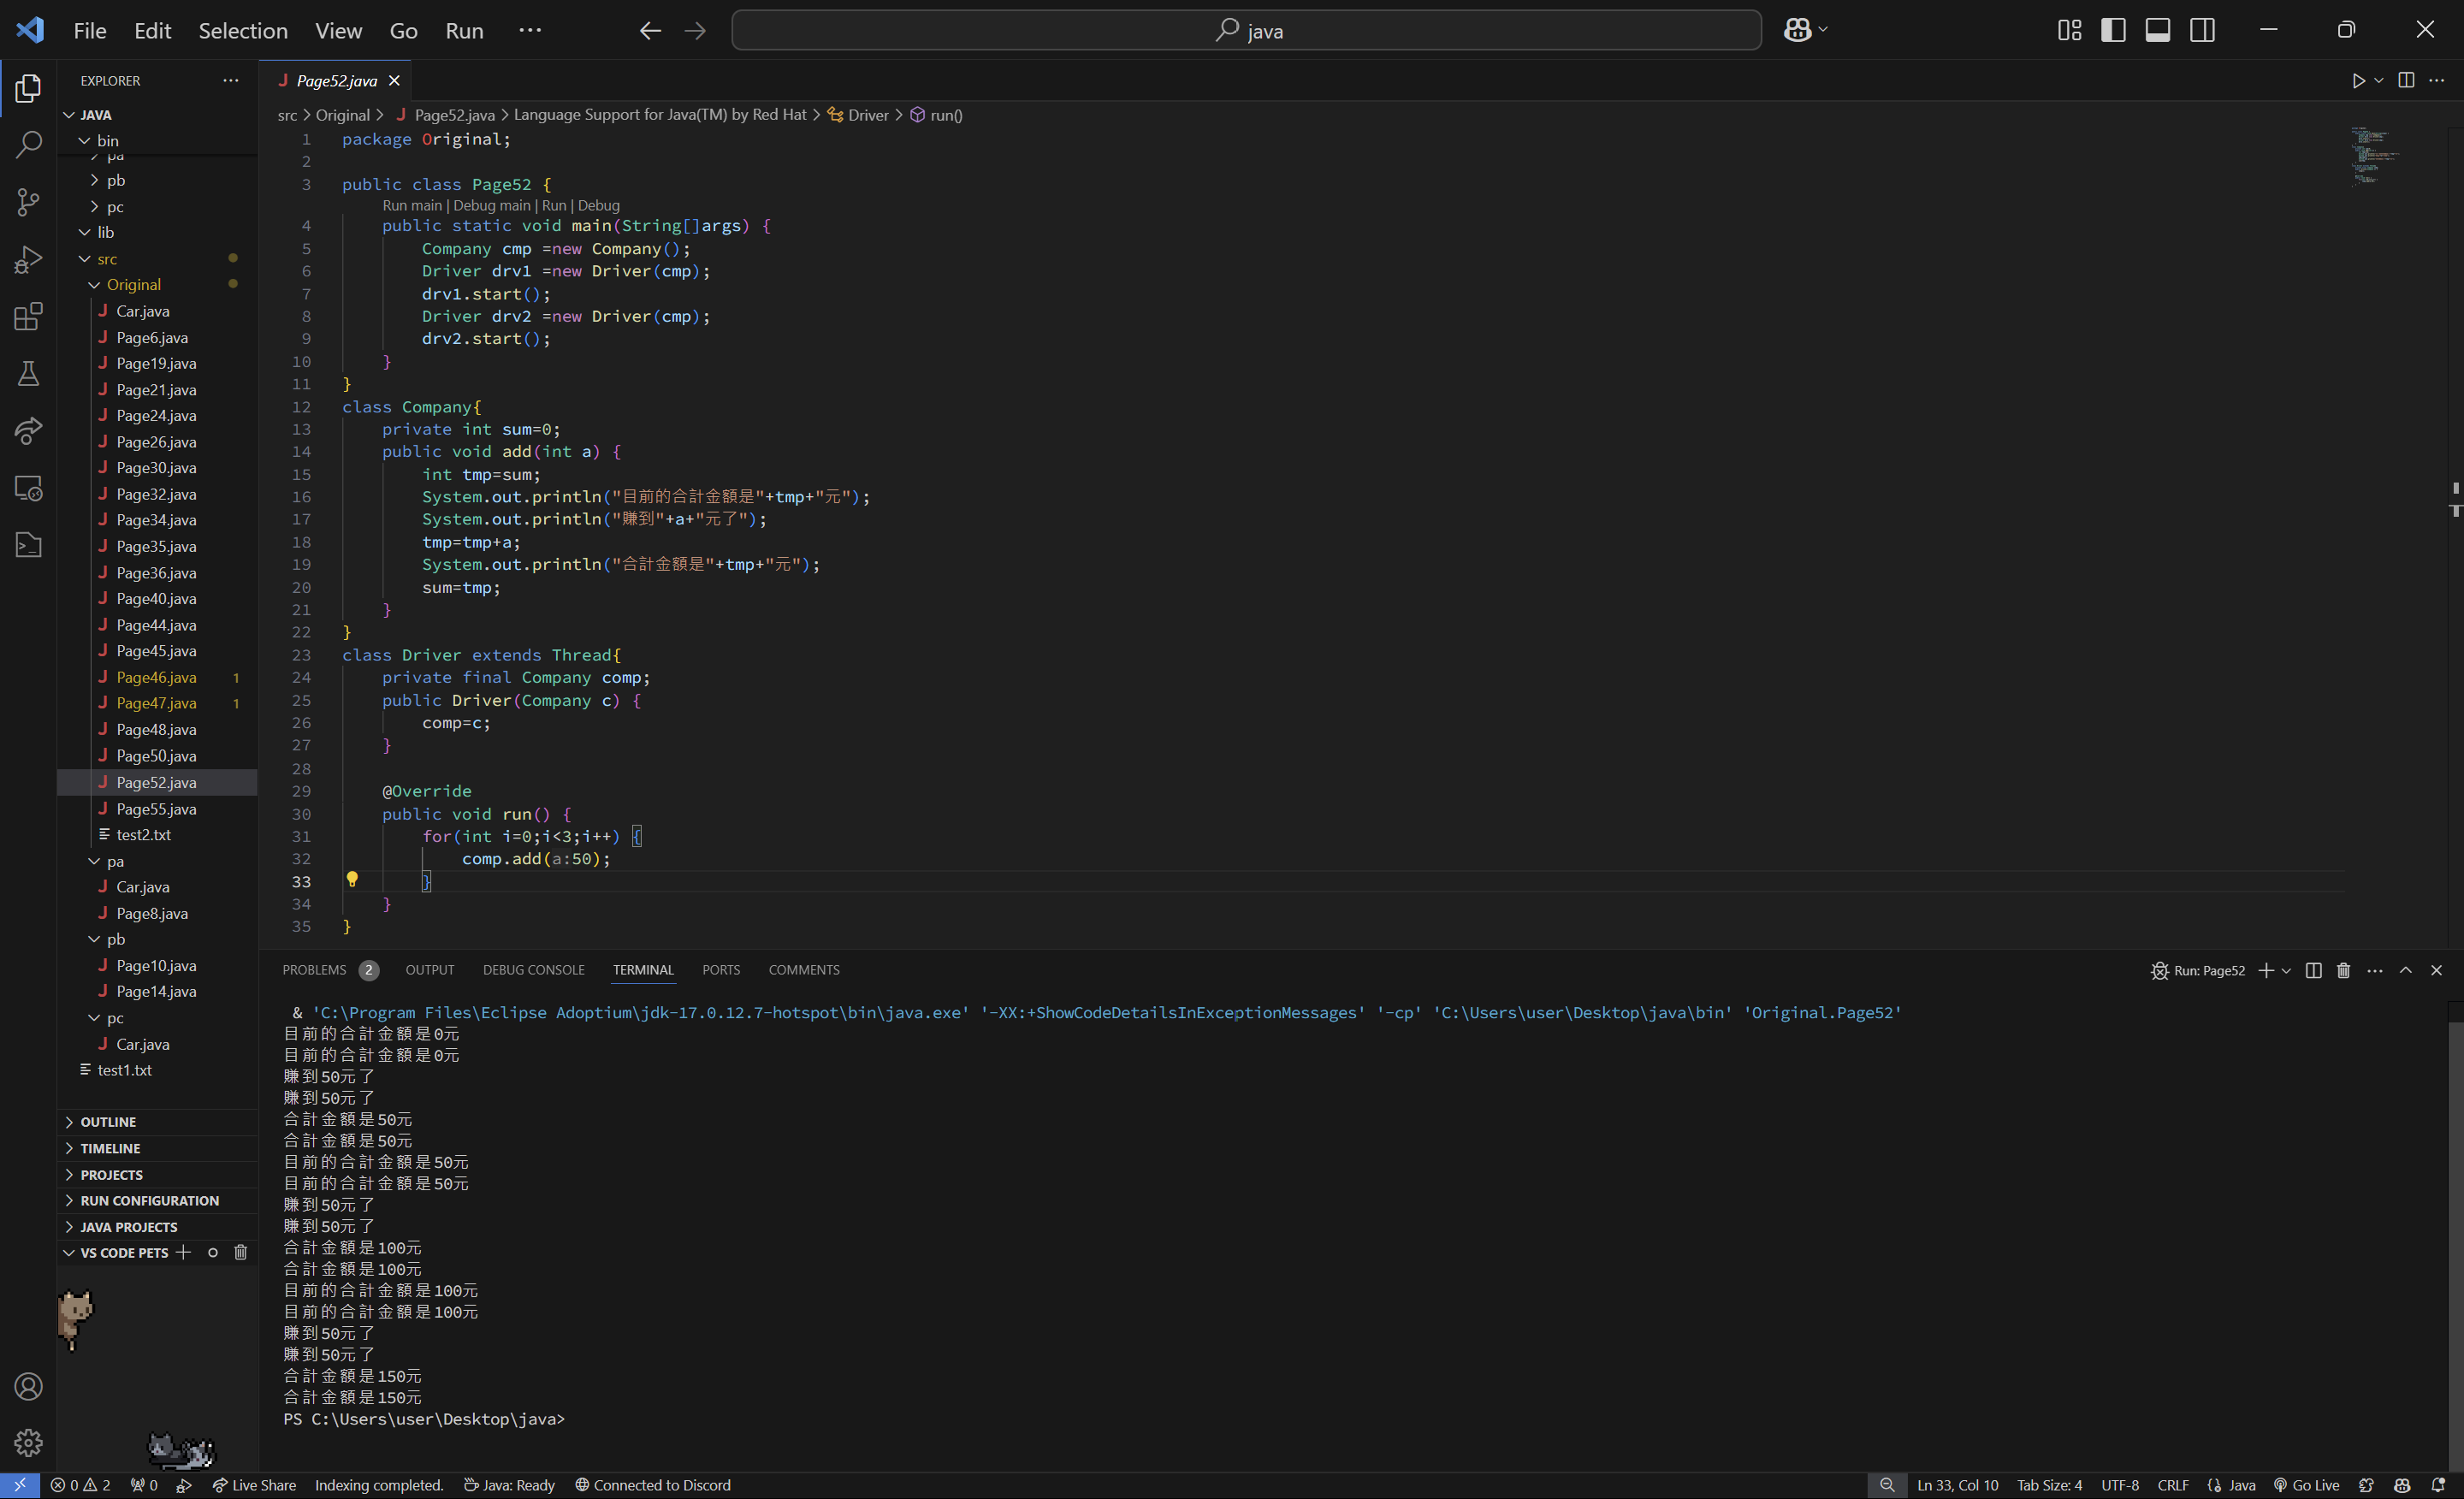 File Edit Selection View Go Run ··· java
EXPLORER ···
JAVA
bin
pa
pb
pc
lib
src
Original
Car.java
Page6.java
Page19.java
Page21.java
Page24.java
Page26.java
Page30.java
Page32.java
Page34.java
Page35.java
Page36.java
Page40.java
Page44.java
Page45.java
Page46.java 1
Page47.java 1
Page48.java
Page50.java
Page52.java
Page55.java
test2.txt
pa
Car.java
Page8.java
pb
Page10.java
Page14.java
pc
Car.java
test1.txt
OUTLINE
TIMELINE
PROJECTS
RUN CONFIGURATION
JAVA PROJECTS
VS CODE PETS
J Page52.java
src > Original > J Page52.java > Language Support for Java(TM) by Red Hat > Driver > run()
1 package Original;
2
3 public class Page52 {
Run main | Debug main | Run | Debug
4 public static void main(String[]args) {
5 Company cmp =new Company();
6 Driver drv1 =new Driver(cmp);
7 drv1.start();
8 Driver drv2 =new Driver(cmp);
9 drv2.start();
10 }
11 }
12 class Company{
13 private int sum=0;
14 public void add(int a) {
15 int tmp=sum;
16 System.out.println("目前的合計金額是"+tmp+"元");
17 System.out.println("賺到"+a+"元了");
18 tmp=tmp+a;
19 System.out.println("合計金額是"+tmp+"元");
20 sum=tmp;
21 }
22 }
23 class Driver extends Thread{
24 private final Company comp;
25 public Driver(Company c) {
26 comp=c;
27 }
28
29 @Override
30 public void run() {
31 for(int i=0;i<3;i++) {
32 comp.add(a:50);
33 }
34 }
35 }
PROBLEMS 2 OUTPUT DEBUG CONSOLE TERMINAL PORTS COMMENTS Run: Page52
& 'C:\Program Files\Eclipse Adoptium\jdk-17.0.12.7-hotspot\bin\java.exe' '-XX:+ShowCodeDetailsInExceptionMessages' '-cp' 'C:\Users\user\Desktop\java\bin' 'Original.Page52'
目前的合計金額是0元
目前的合計金額是0元
賺到50元了
賺到50元了
合計金額是50元
合計金額是50元
目前的合計金額是50元
目前的合計金額是50元
賺到50元了
賺到50元了
合計金額是100元
合計金額是100元
目前的合計金額是100元
目前的合計金額是100元
賺到50元了
賺到50元了
合計金額是150元
合計金額是150元
PS C:\Users\user\Desktop\java>
0 2 0 Live Share Indexing completed. Java: Ready Connected to Discord Ln 33, Col 10 Tab Size: 4 UTF-8 CRLF Java Go Live